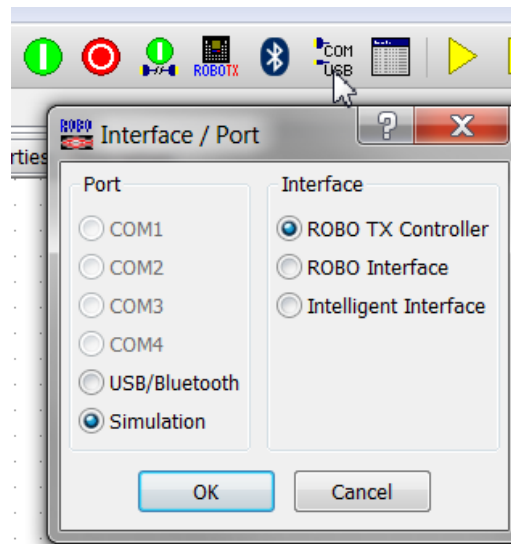 ROBOTX
COM
USB
ROBO
Interface / Port
rties
Port
Interface
COM1
ROBO TX Controller
COM2
ROBO Interface
COM3
Intelligent Interface
COM4
USB/Bluetooth
Simulation
OK
Cancel